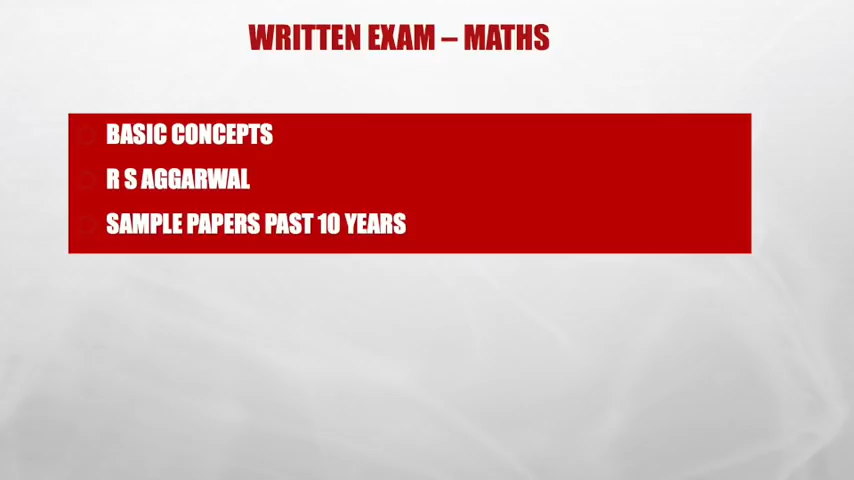 WRITTEN EXAM – MATHS
BASIC CONCEPTS
R S AGGARWAL
SAMPLE PAPERS PAST 10 YEARS